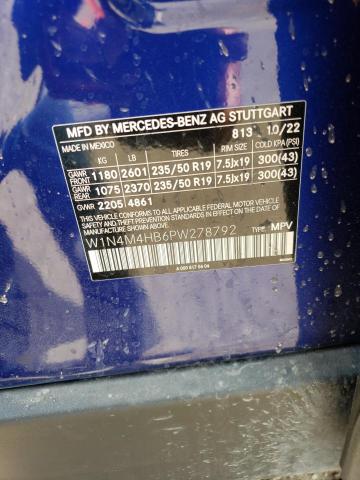 MFD BY MERCEDES-BENZ AG STUTTGART
MADE IN MEXICO 813 10/22
KG LB TIRES RIM SIZE COLD KPA (PSI)
GAWR FRONT 1180 2601 235/50 R19 7.5Jx19 300(43)
GAWR REAR 1075 2370 235/50 R19 7.5Jx19 300(43)
GVWR 2205 4861
THIS VEHICLE CONFORMS TO ALL APPLICABLE FEDERAL MOTOR VEHICLE SAFETY, BUMPER, AND THEFT PREVENTION STANDARDS IN EFFECT ON THE DATE OF MANUFACTURE SHOWN ABOVE.
W1N4M4HB6PW278792 TYPE: MPV